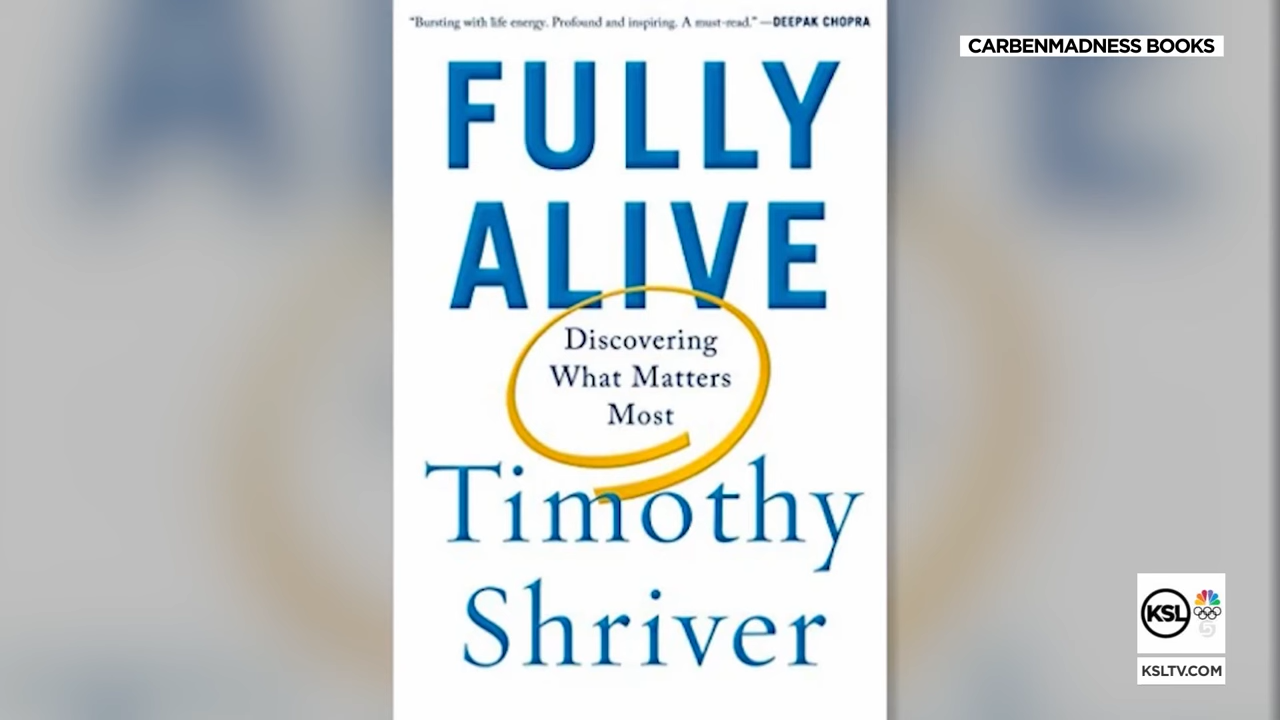 "Bursting with life energy. Profound and inspiring. A must-read." —DEEPAK CHOPRA
CARBENMADNESS BOOKS
FULLY
ALIVE
Discovering
What Matters
Most
Timothy
Shriver
KSL
5
KSLTV.COM